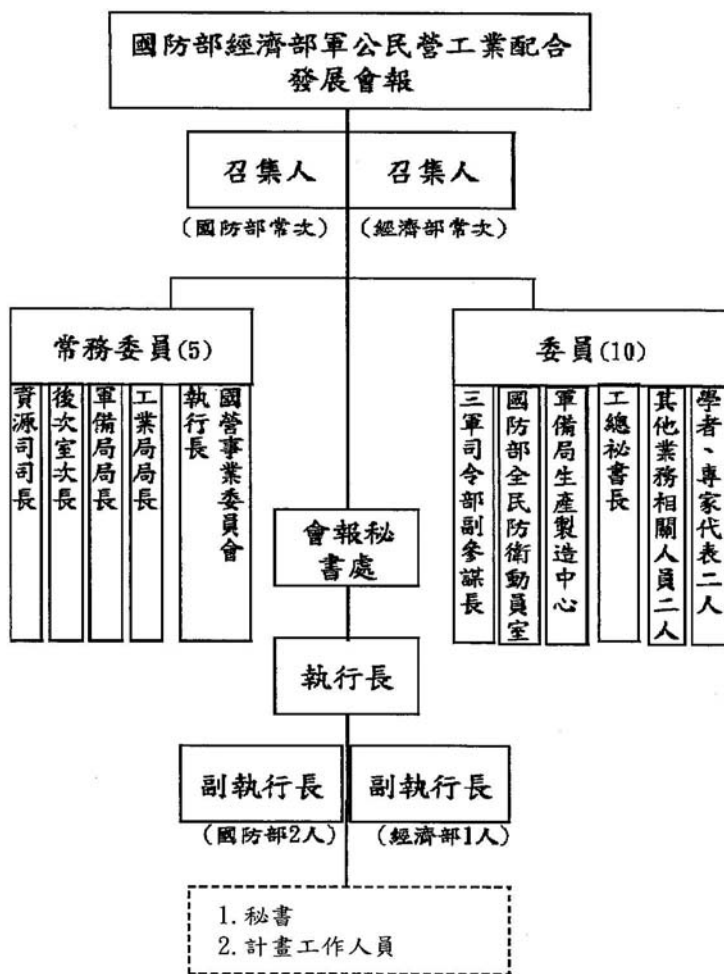 國防部經濟部軍公民營工業配合
發展會報
召集人
召集人
(國防部常次)
(經濟部常次)
常務委員(5)
資源司司長
後次室次長
軍備局局長
工業局局長
國營事業委員會
執行長
委員(10)
三軍司令部副參謀長
國防部全民防衛動員室
軍備局生產製造中心
工總祕書長
其他業務相關人員二人
學者、專家代表二人
會報秘
書處
執行長
副執行長
副執行長
(國防部2人)
(經濟部1人)
1.秘書
2.計畫工作人員